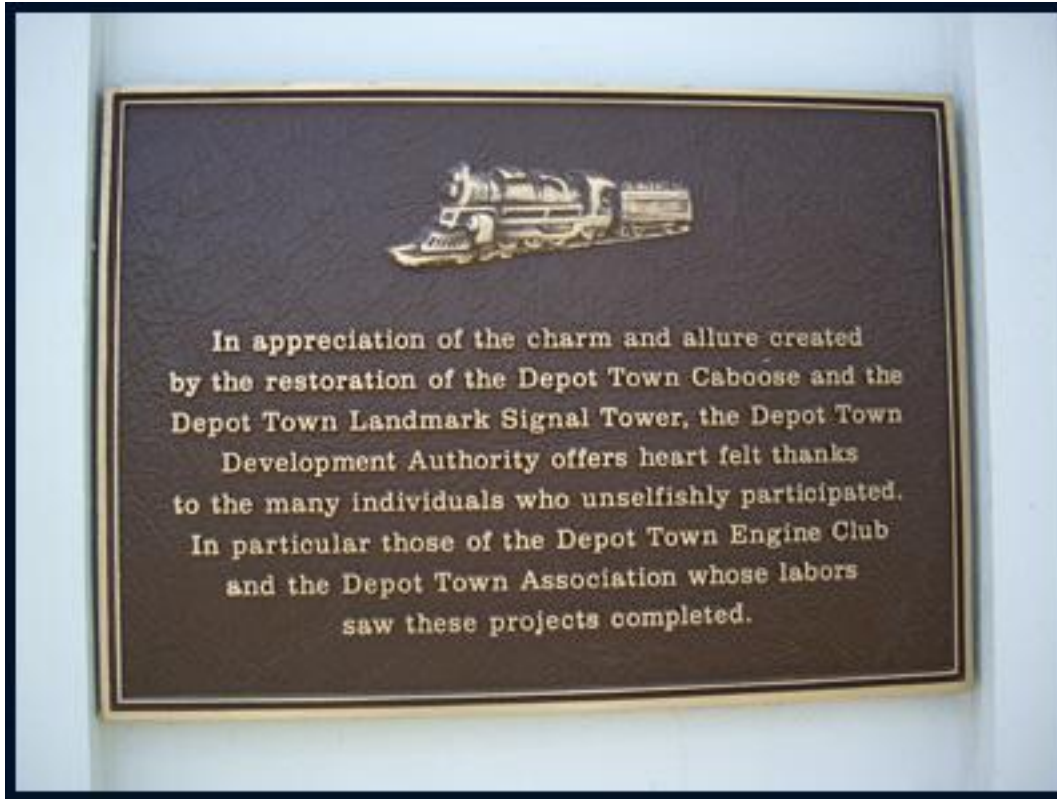 In appreciation of the charm and allure created
by the restoration of the Depot Town Caboose and the
Depot Town Landmark Signal Tower, the Depot Town
Development Authority offers heart felt thanks
to the many individuals who unselfishly participated.
In particular those of the Depot Town Engine Club
and the Depot Town Association whose labors
saw these projects completed.